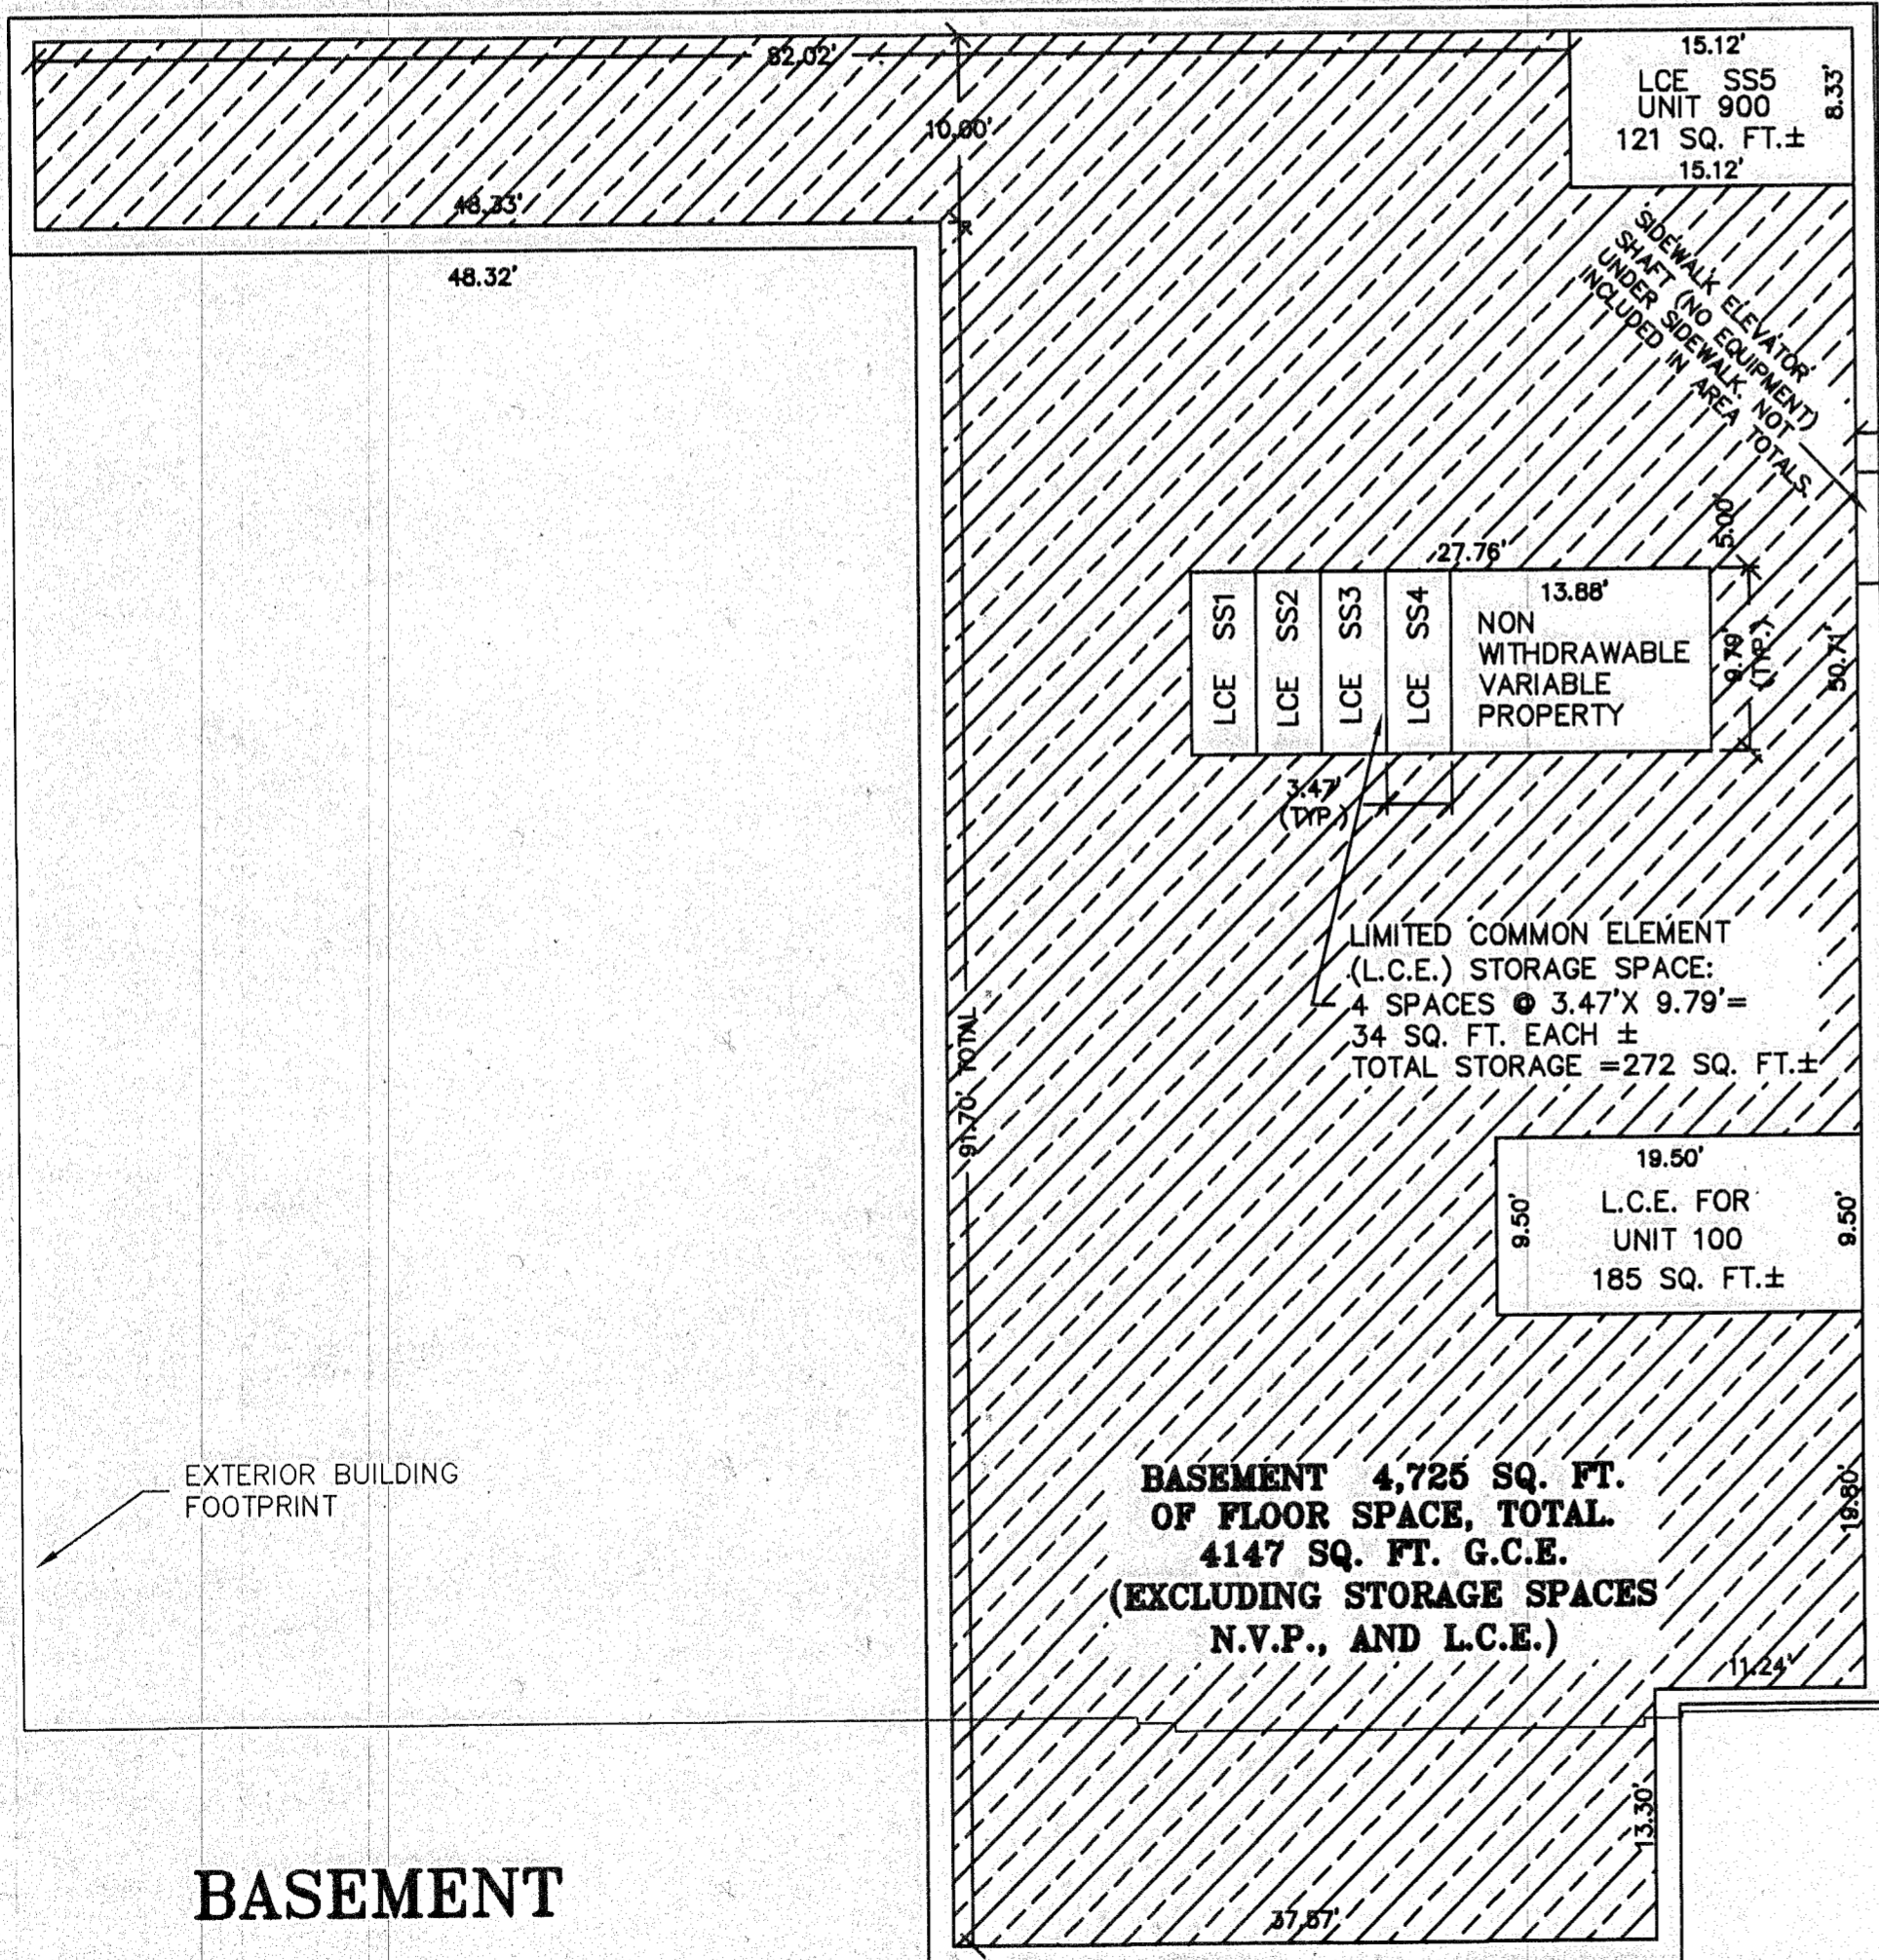 82.02'
15.12'
LCE SS5
UNIT 900
121 SQ. FT.±
15.12'
8.33'
10.00'
48.33'
48.32'
SIDEWALK ELEVATOR
SHAFT (NO EQUIPMENT)
UNDER SIDEWALK. NOT
INCLUDED IN AREA TOTALS.
5.00'
27.76'
LCE SS1
LCE SS2
LCE SS3
LCE SS4
13.88'
NON
WITHDRAWABLE
VARIABLE
PROPERTY
9.79'
(TYP.)
50.71'
3.47'
(TYP.)
LIMITED COMMON ELEMENT
(L.C.E.) STORAGE SPACE:
4 SPACES @ 3.47'X 9.79'=
34 SQ. FT. EACH ±
TOTAL STORAGE =272 SQ. FT.±
91.70' TOTAL
19.50'
9.50'
L.C.E. FOR
UNIT 100
185 SQ. FT.±
9.50'
EXTERIOR BUILDING
FOOTPRINT
BASEMENT 4,725 SQ. FT.
OF FLOOR SPACE, TOTAL.
4147 SQ. FT. G.C.E.
(EXCLUDING STORAGE SPACES
N.V.P., AND L.C.E.)
19.80'
11.24'
13.30'
37.57'
BASEMENT